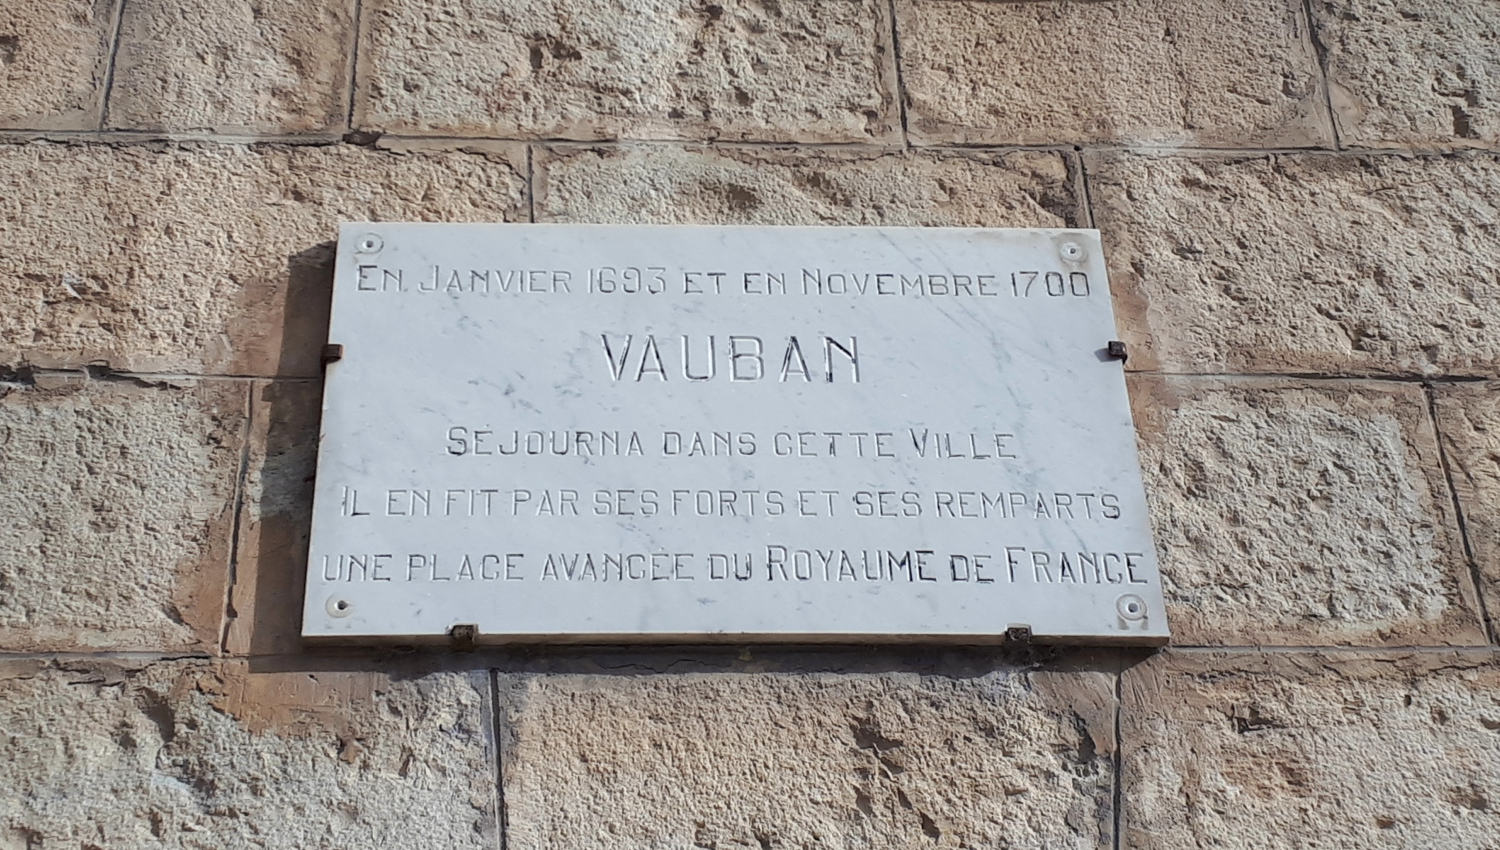 EN JANVIER 1693 ET EN NOVEMBRE 1700
VAUBAN
SEJOURNA DANS CETTE VILLE
IL EN FIT PAR SES FORTS ET SES REMPARTS
UNE PLACE AVANCEE DU ROYAUME DE FRANCE